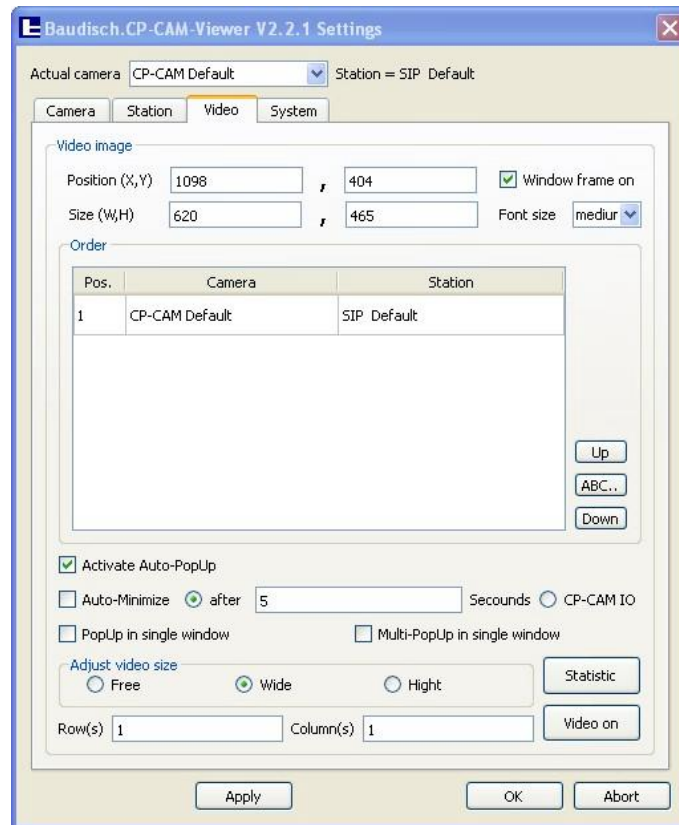 Baudisch.CP-CAM-Viewer V2.2.1 Settings
Actual camera CP-CAM Default Station = SIP Default
Camera Station Video System
Video image
Position (X,Y) 1098 , 404 Window frame on
Size (W,H) 620 , 465 Font size mediur
Order
Pos. Camera Station
1 CP-CAM Default SIP Default
Up
ABC..
Down
Activate Auto-PopUp
Auto-Minimize after 5 Secounds CP-CAM IO
PopUp in single window Multi-PopUp in single window
Adjust video size
Free Wide Hight
Statistic
Row(s) 1 Column(s) 1 Video on
Apply OK Abort